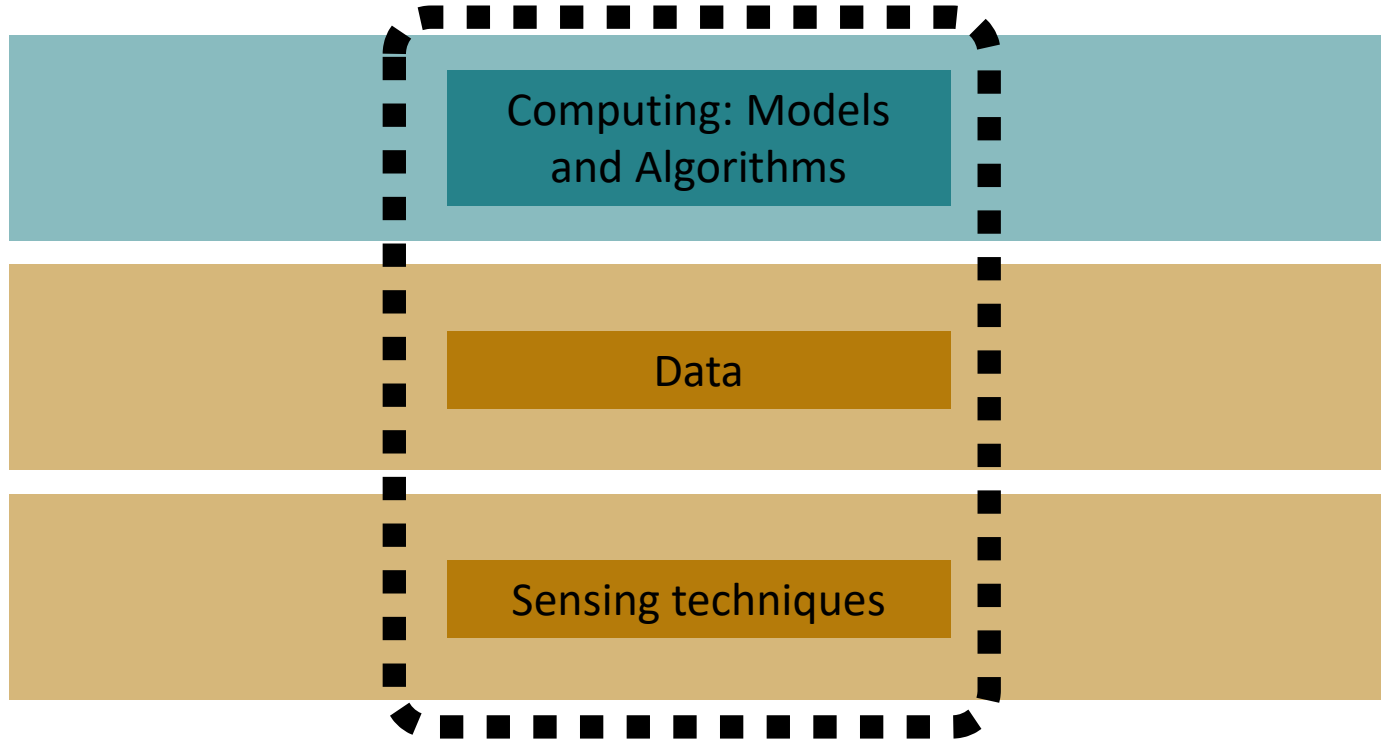 Computing: Models
and Algorithms
Data
Sensing techniques